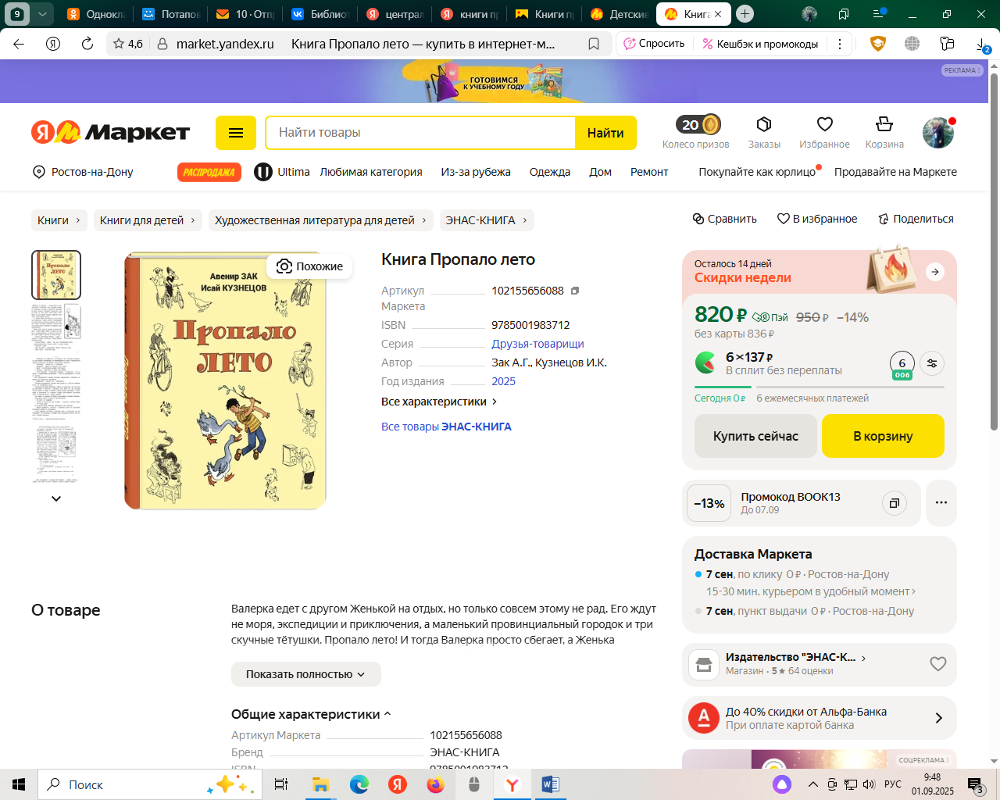 9
Однокла
Потапов
10 · Отпр
Библиот
централ
книги пр
Книги пр
Детские
Книга
4,6
market.yandex.ru
Книга Пропало лето — купить в интернет-м...
Спросить
Кешбэк и промокоды
2
ГОТОВИМСЯ
К УЧЕБНОМУ ГОДУ
РЕКЛАМА
Я М Маркет
Найти товары
Найти
20
Колесо призов
Заказы
Избранное
Корзина
Ростов-на-Дону
РАСПРОДАЖА
Ultima
Любимая категория
Из-за рубежа
Одежда
Дом
Ремонт
Покупайте как юрлицо
Продавайте на Маркете
Книги
Книги для детей
Художественная литература для детей
ЭНАС-КНИГА
Сравнить
В избранное
Поделиться
Похожие
Авенир ЗАК
Исай КУЗНЕЦОВ
Пропало
ЛЕТО
Книга Пропало лето
Артикул Маркета 102155656088
ISBN 9785001983712
Серия Друзья-товарищи
Автор Зак А.Г., Кузнецов И.К.
Год издания 2025
Все характеристики
Все товары ЭНАС-КНИГА
Осталось 14 дней
Скидки недели
820 ₽ Пэй 950 ₽ −14%
без карты 836 ₽
6 × 137 ₽
В сплит без переплаты
6
006
Сегодня 0 ₽
6 ежемесячных платежей
Купить сейчас
В корзину
−13%
Промокод BOOK13
До 07.09
Доставка Маркета
7 сен, по клику 0 ₽ · Ростов-на-Дону
15-30 мин. курьером в удобный момент
7 сен, пункт выдачи 0 ₽ · Ростов-на-Дону
О товаре
Валерка едет с другом Женькой на отдых, но только совсем этому не рад. Его ждут
не моря, экспедиции и приключения, а маленький провинциальный городок и три
скучные тётушки. Пропало лето! И тогда Валерка просто сбегает, а Женька
Показать полностью
Издательство "ЭНАС-К...
Магазин · 5 ★ 64 оценки
До 40% скидки от Альфа-Банка
При оплате картой банка
Общие характеристики
Артикул Маркета 102155656088
Бренд ЭНАС-КНИГА
ISBN 9785001983712
СОЦРЕКЛАМА
Поиск
РУС
9:48
01.09.2025
3